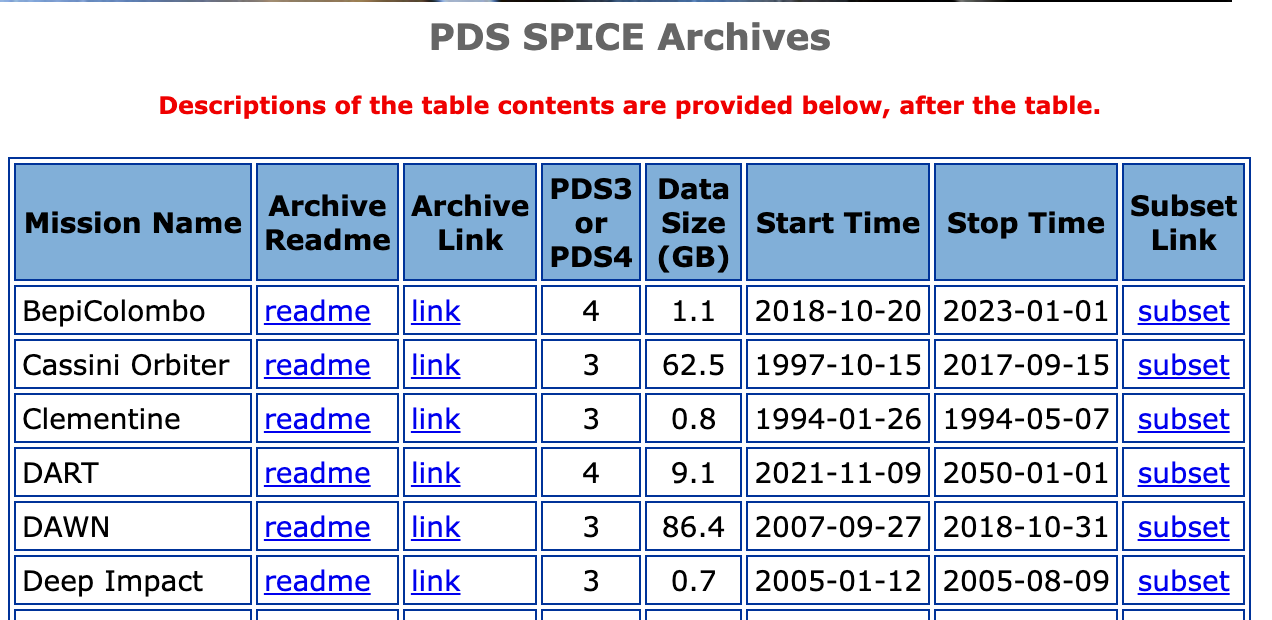 PDS SPICE Archives
Descriptions of the table contents are provided below, after the table.
Mission Name Archive Readme Archive Link PDS3 or PDS4 Data Size (GB) Start Time Stop Time Subset Link
BepiColombo readme link 4 1.1 2018-10-20 2023-01-01 subset
Cassini Orbiter readme link 3 62.5 1997-10-15 2017-09-15 subset
Clementine readme link 3 0.8 1994-01-26 1994-05-07 subset
DART readme link 4 9.1 2021-11-09 2050-01-01 subset
DAWN readme link 3 86.4 2007-09-27 2018-10-31 subset
Deep Impact readme link 3 0.7 2005-01-12 2005-08-09 subset